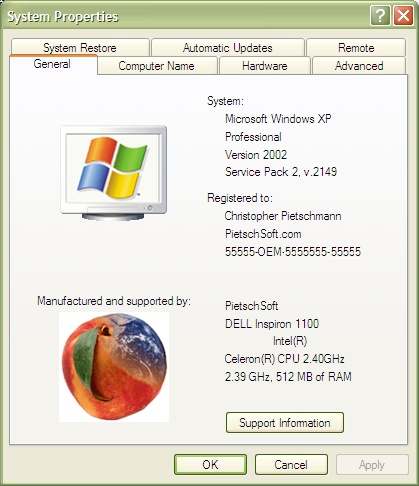 System Properties
System Restore
Automatic Updates
Remote
General
Computer Name
Hardware
Advanced
System:
Microsoft Windows XP
Professional
Version 2002
Service Pack 2, v.2149
Registered to:
Christopher Pietschmann
PietschSoft.com
55555-OEM-5555555-55555
Manufactured and supported by:
PietschSoft
DELL Inspiron 1100
Intel(R)
Celeron(R) CPU 2.40GHz
2.39 GHz, 512 MB of RAM
Support Information
OK
Cancel
Apply